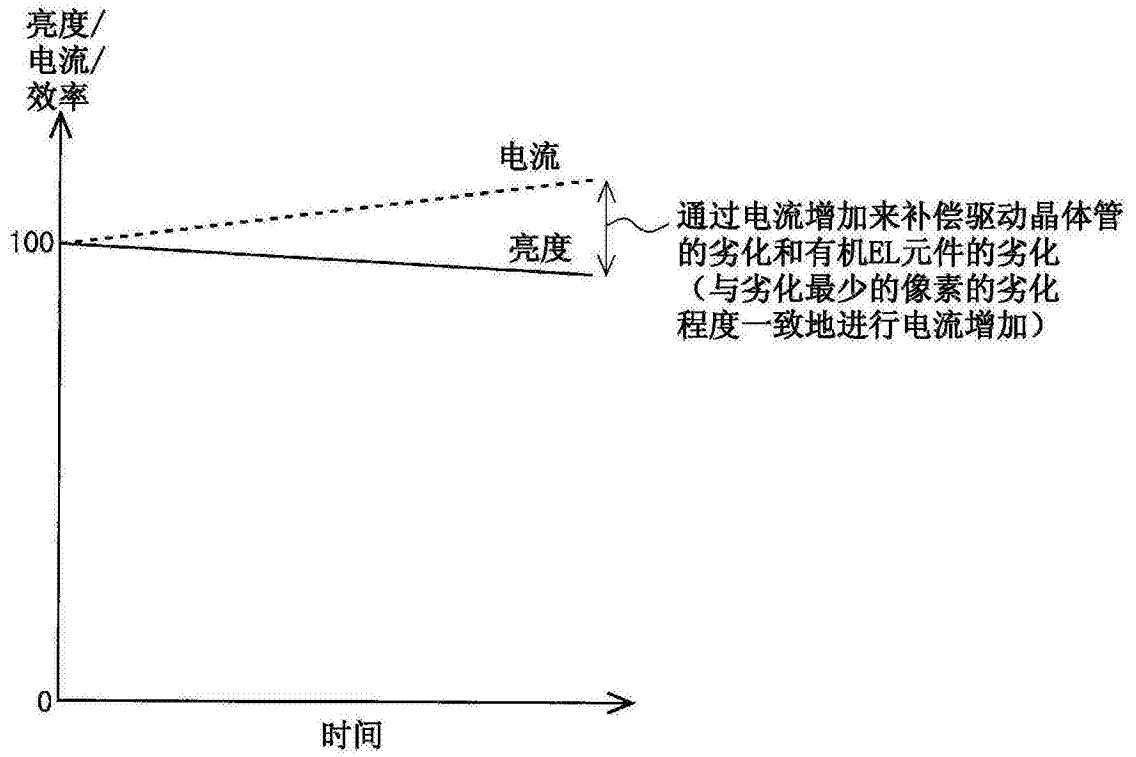 亮度/
电流/
效率
电流
100
亮度
通过电流增加来补偿驱动晶体管
的劣化和有机EL元件的劣化
（与劣化最少的像素的劣化
程度一致地进行电流增加）
0
时间